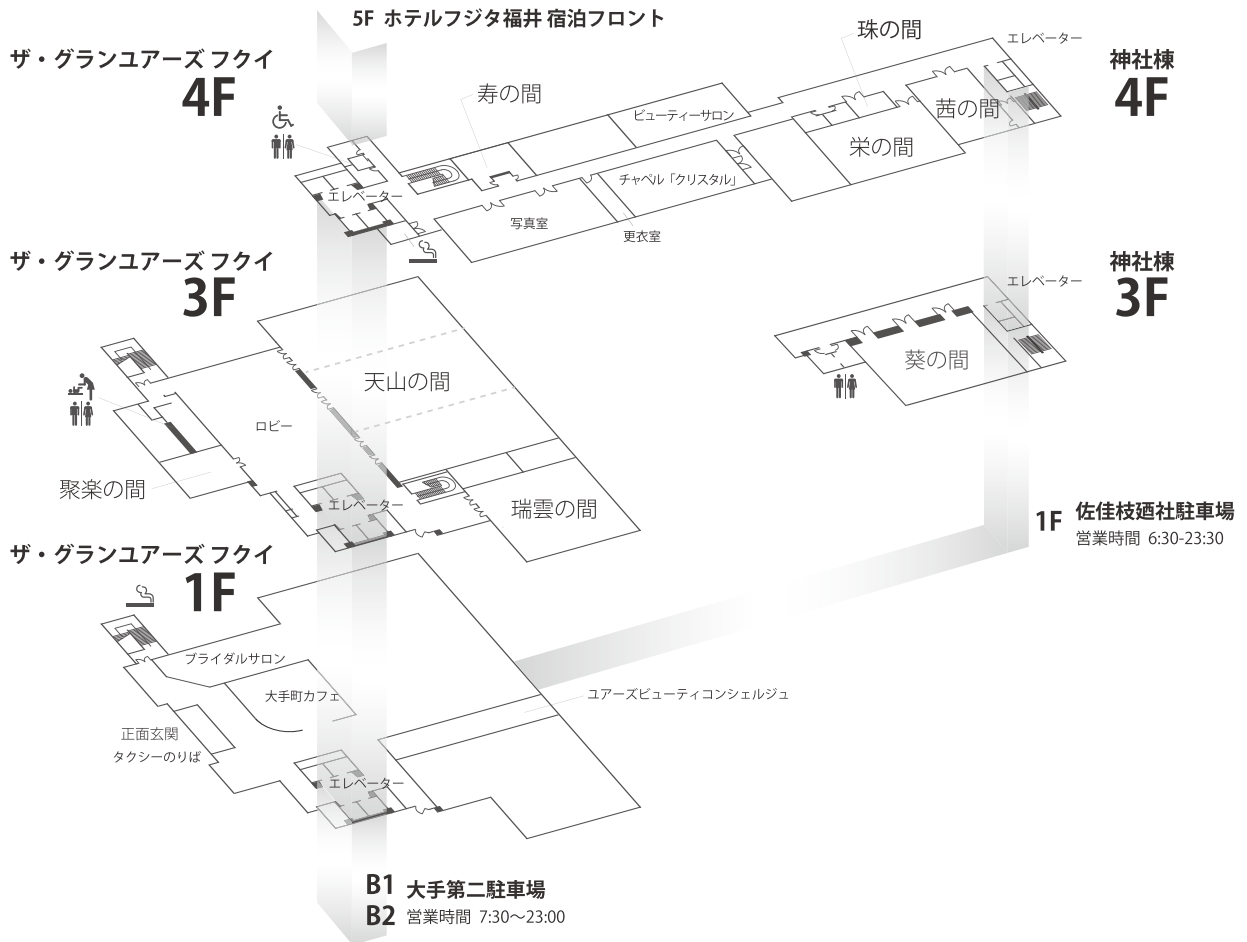 5F ホテルフジタ福井 宿泊フロント
ザ・グランユアーズ フクイ
4F
寿の間
ビューティーサロン
珠の間
エレベーター
神社棟
4F
茜の間
栄の間
チャペル「クリスタル」
エレベーター
写真室
更衣室
ザ・グランユアーズ フクイ
3F
天山の間
ロビー
聚楽の間
エレベーター
瑞雲の間
エレベーター
神社棟
3F
葵の間
1F 佐佳枝廼社駐車場
営業時間 6:30-23:30
ザ・グランユアーズ フクイ
1F
ブライダルサロン
大手町カフェ
ユアーズビューティコンシェルジュ
正面玄関
タクシーのりば
エレベーター
B1 大手第二駐車場
B2 営業時間 7:30～23:00